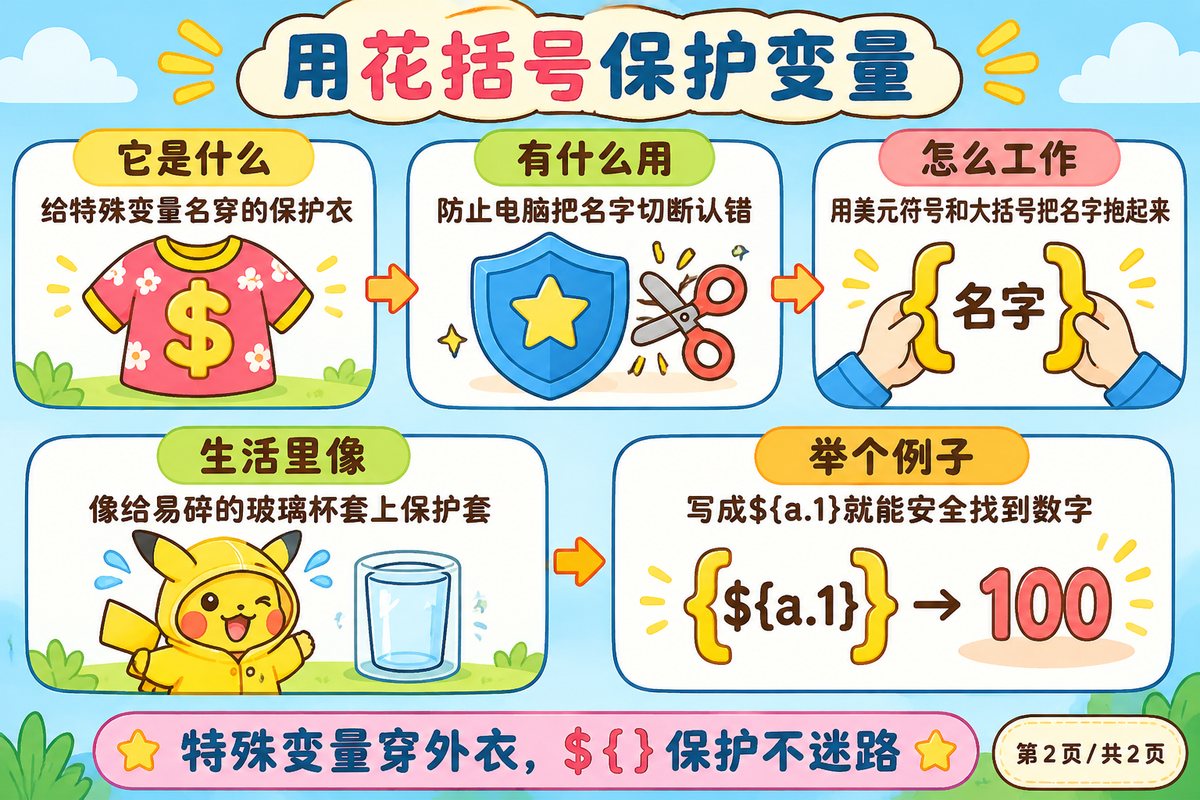 用花括号保护变量
它是什么
给特殊变量名穿的保护衣
$
有什么用
防止电脑把名字切断认错
怎么工作
用美元符号和大括号把名字抱起来
{名字}
生活里像
像给易碎的玻璃杯套上保护套
举个例子
写成${a.1}就能安全找到数字
{${a.1}}→100
特殊变量穿外衣，${}保护不迷路
第2页/共2页